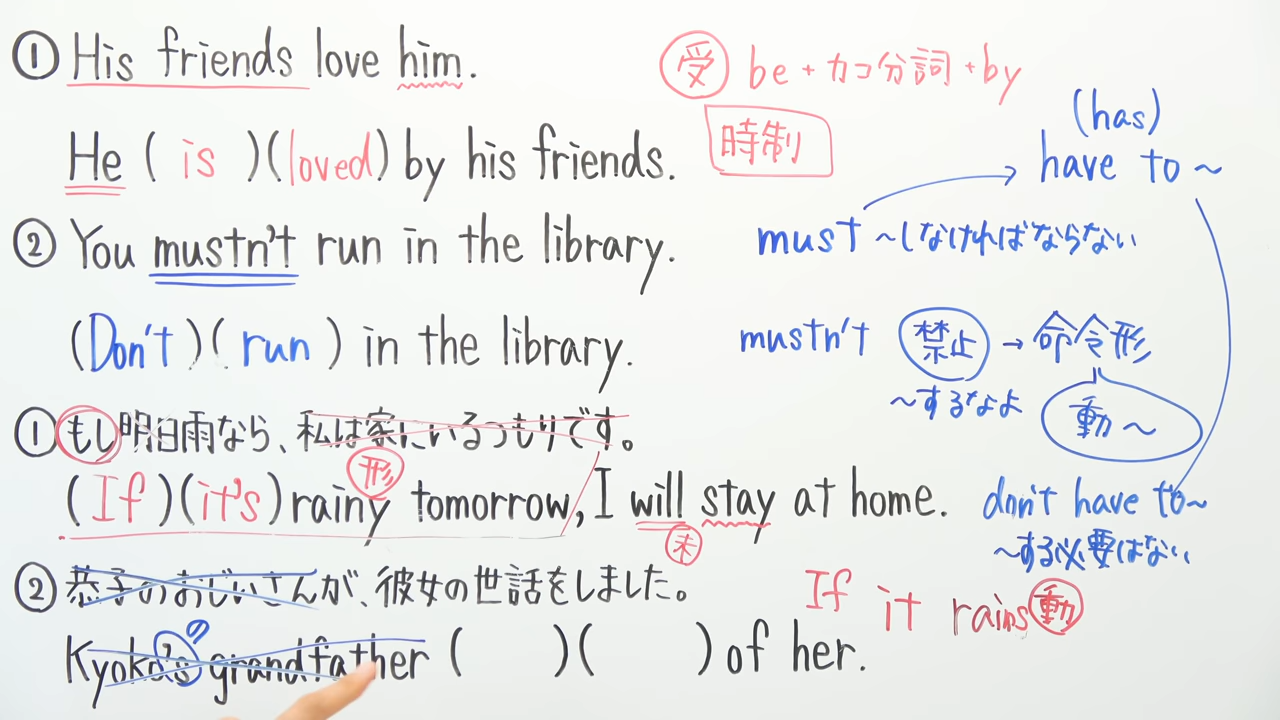 ① His friends love him.
He ( is )(loved) by his friends.
② You mustn't run in the library.
(Don't)( run ) in the library.
① もし明日雨なら、私は家にいるつもりです。
形
(If)(it's) rainy tomorrow, I will stay at home.
未
② 恭子のおじいさんが、彼女の世話をしました。
の
Kyoko's grandfather (    )(    ) of her.
受 be + カコ分詞 + by
時制
(has)
have to ~
must ~しなければならない
mustn't 禁止 → 命令形
~するなよ
動~
don't have to~
~する必要はない
If it rains 動